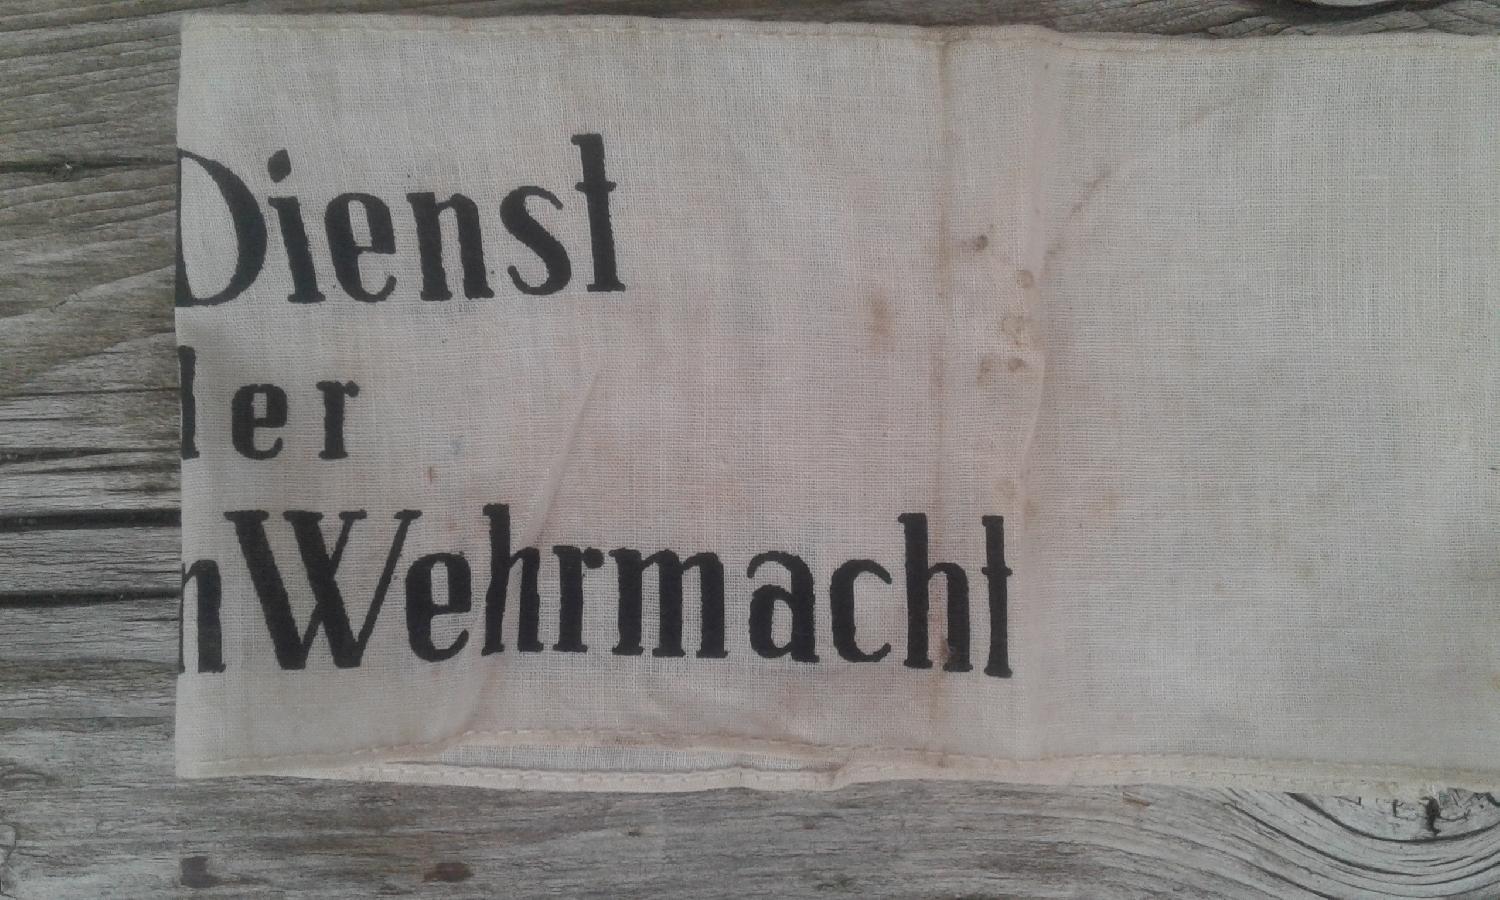 Dienst
der
n Wehrmacht